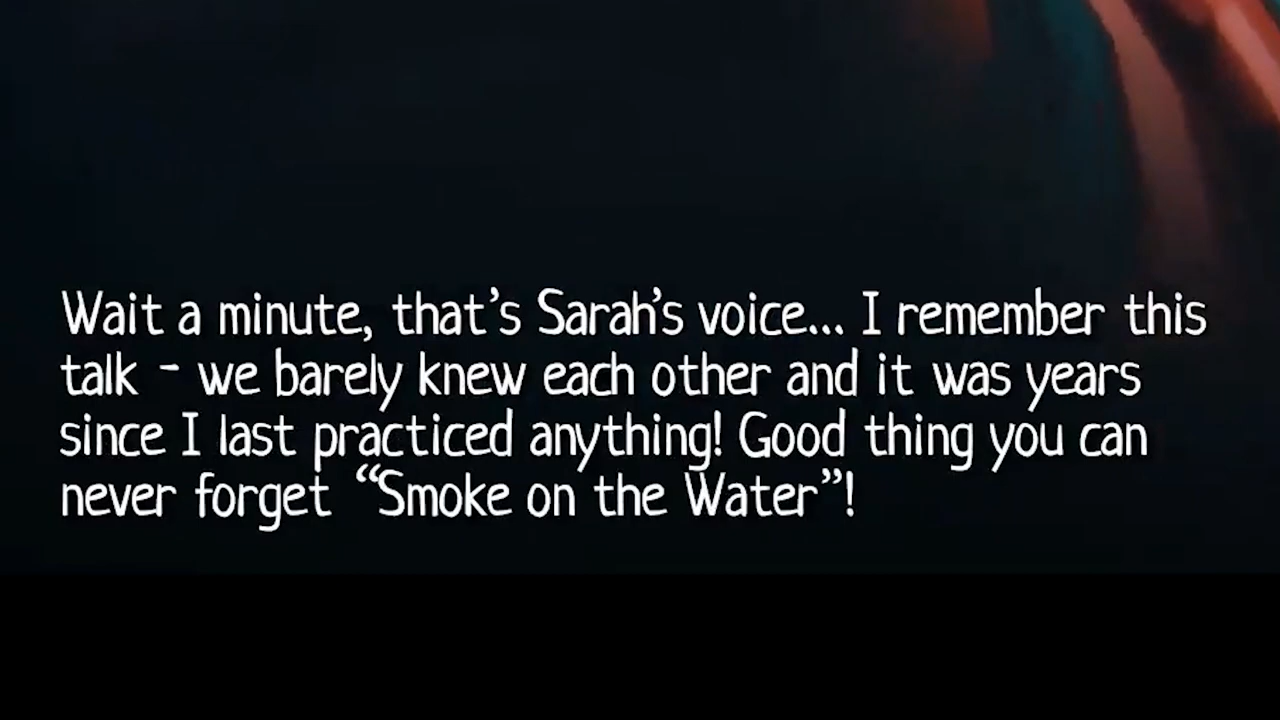 Wait a minute, that’s Sarah’s voice... I remember this
talk - we barely knew each other and it was years
since I last practiced anything! Good thing you can
never forget “Smoke on the Water”!